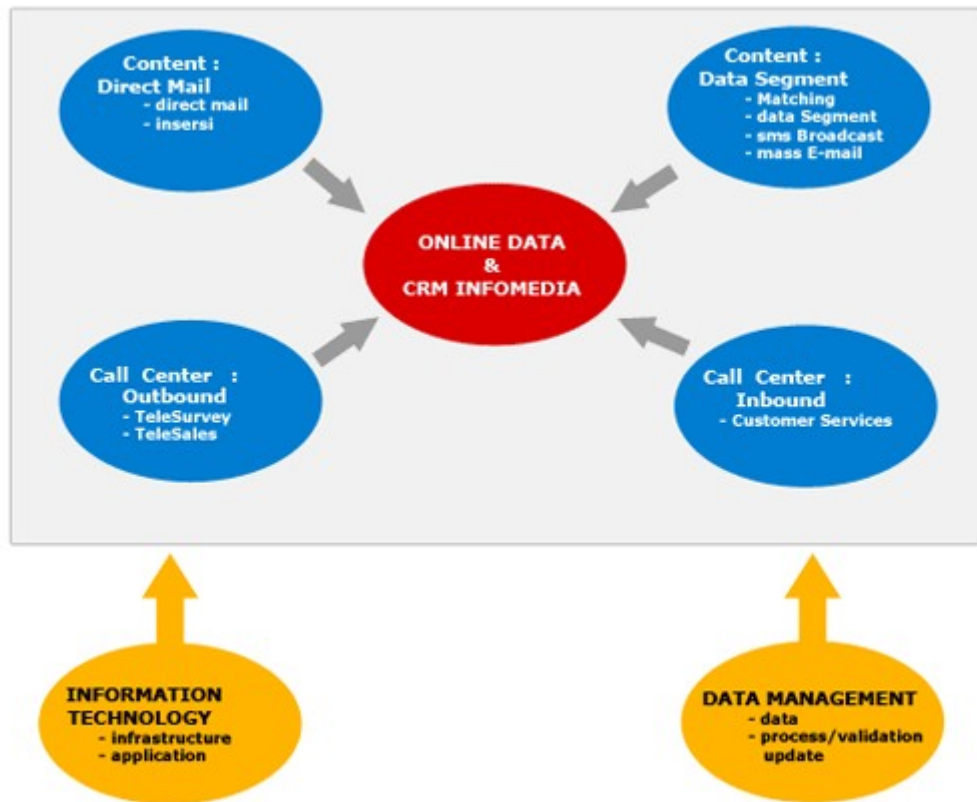 Content :
Direct Mail
- direct mail
- insersi
Content :
Data Segment
- Matching
- data Segment
- sms Broadcast
- mass E-mail
ONLINE DATA
&
CRM INFOMEDIA
Call Center :
Outbound
- TeleSurvey
- TeleSales
Call Center :
Inbound
- Customer Services
INFORMATION
TECHNOLOGY
- infrastructure
- application
DATA MANAGEMENT
- data
- process/validation
update